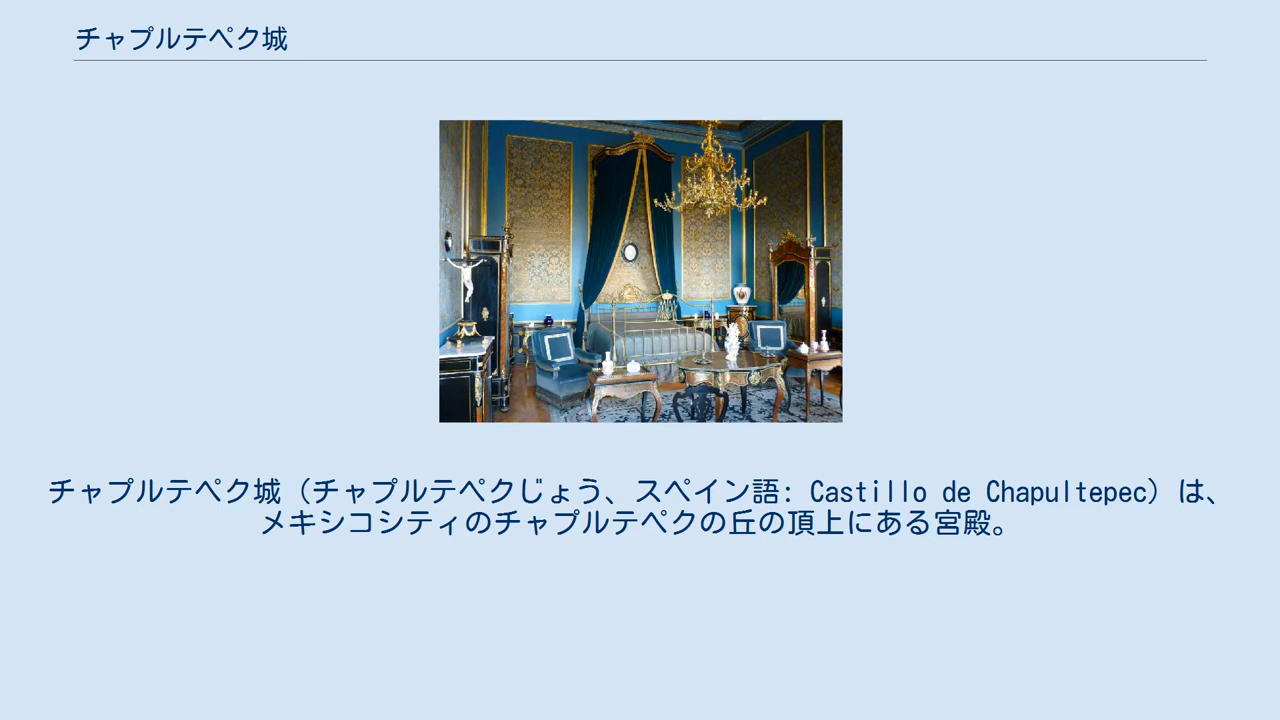 チャプルテペク城
チャプルテペク城（チャプルテペクじょう、スペイン語: Castillo de Chapultepec）は、
メキシコシティのチャプルテペクの丘の頂上にある宮殿。